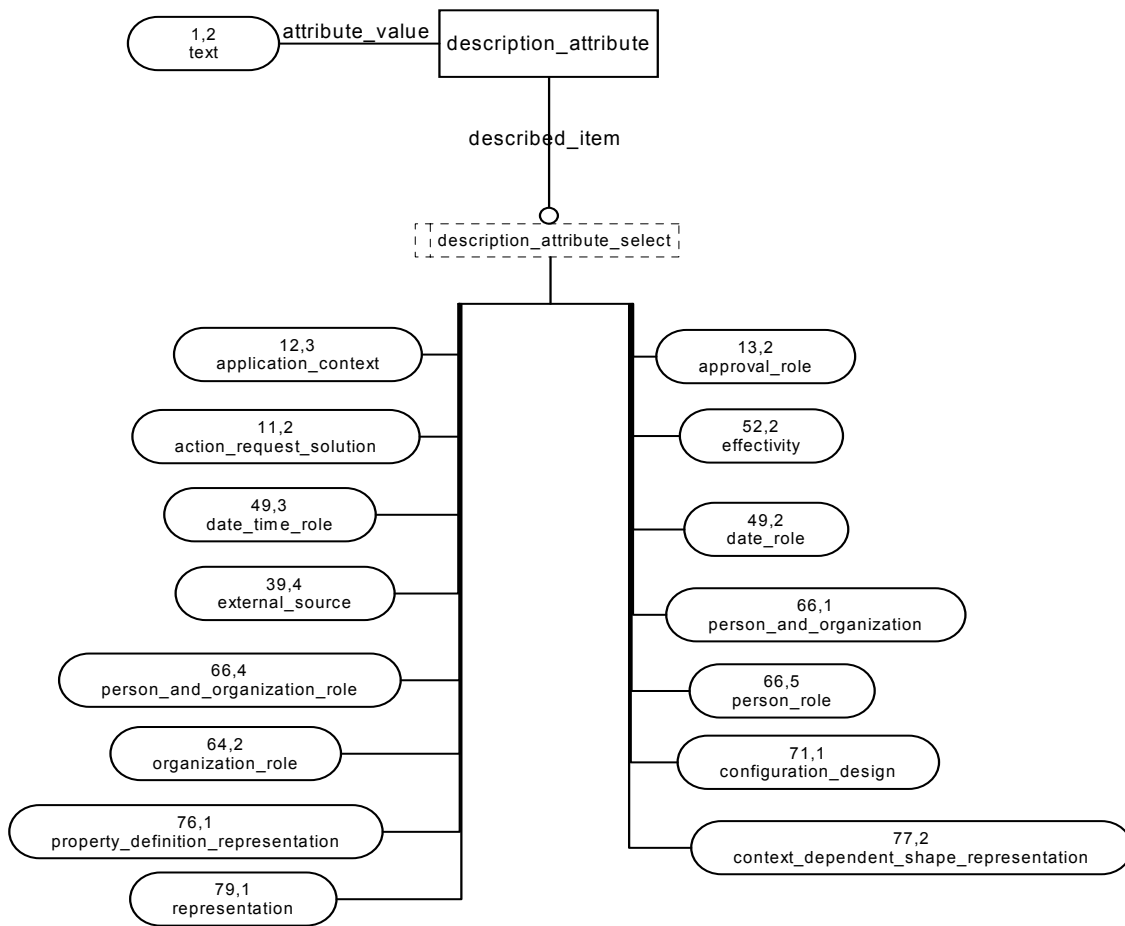 1,2
text
attribute_value
description_attribute
described_item
description_attribute_select
12,3
application_context
13,2
approval_role
11,2
action_request_solution
52,2
effectivity
49,3
date_time_role
49,2
date_role
39,4
external_source
66,1
person_and_organization
66,4
person_and_organization_role
66,5
person_role
64,2
organization_role
71,1
configuration_design
76,1
property_definition_representation
77,2
context_dependent_shape_representation
79,1
representation